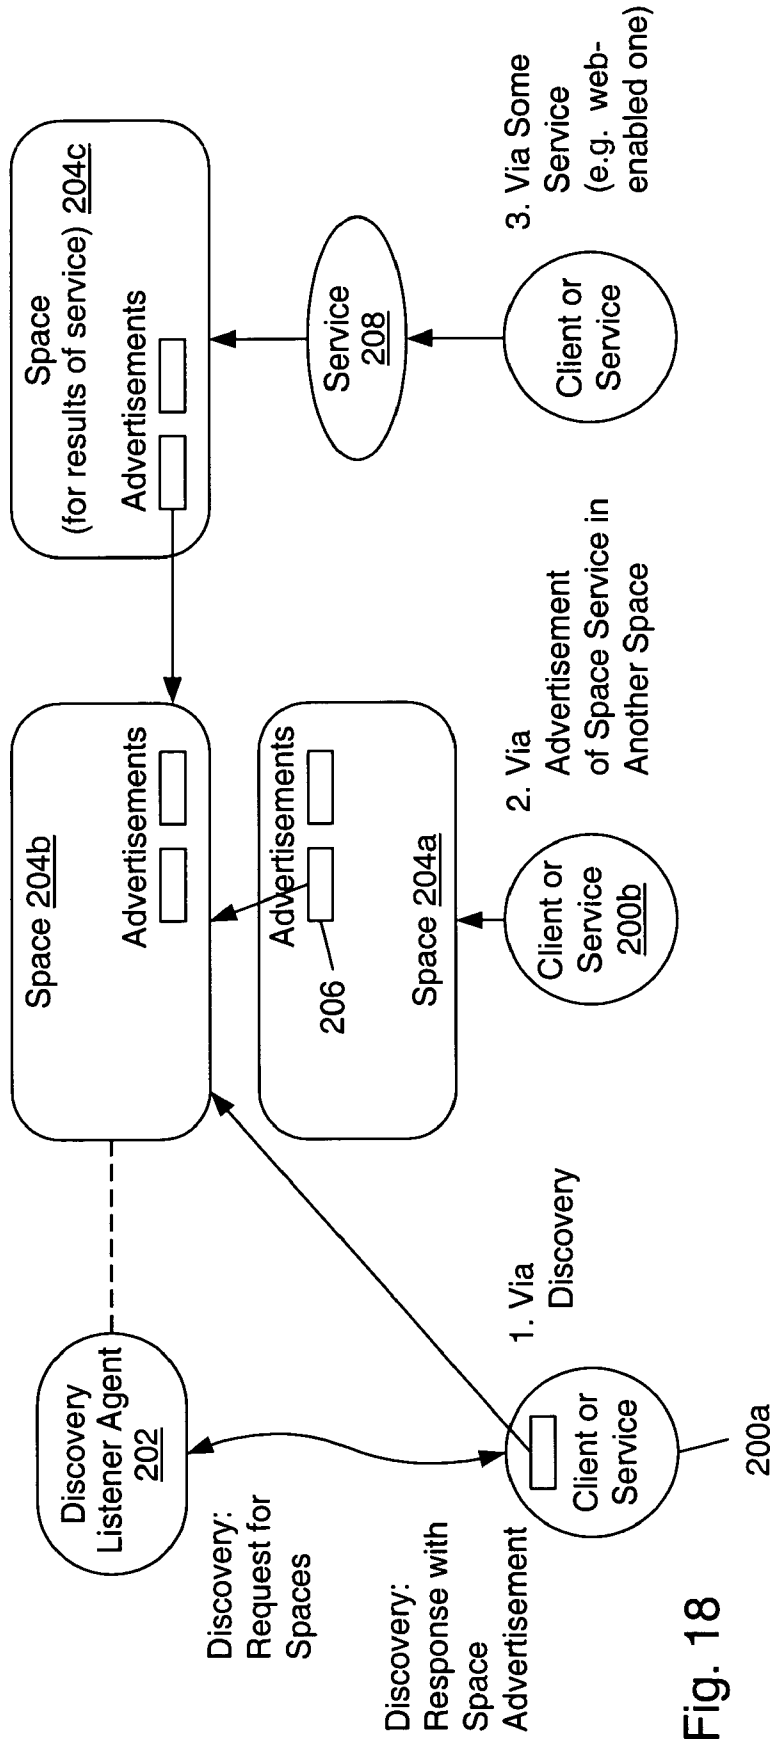 Discovery
Listener Agent
202
Discovery:
Request for
Spaces
Discovery:
Response with
Space
Advertisement
Client or
Service
200a
1. Via
Discovery
Space 204b
Advertisements
Advertisements
206
Space 204a
Client or
Service
200b
2. Via
Advertisement
of Space Service in
Another Space
Space
(for results of service) 204c
Advertisements
Service
208
Client or
Service
3. Via Some
Service
(e.g. web-
enabled one)
Fig. 18